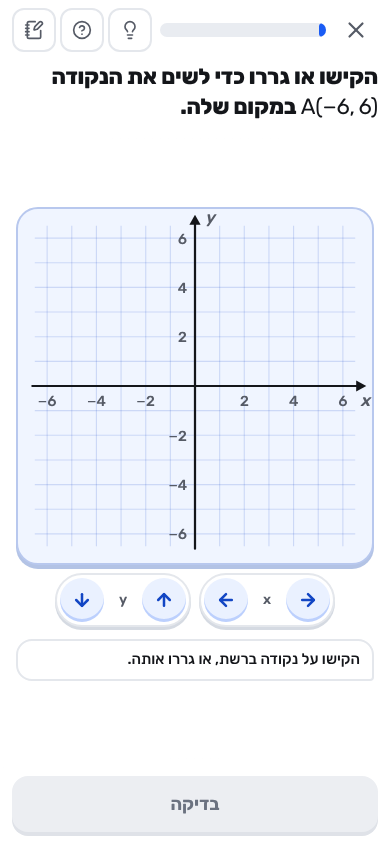 הקישו או גררו כדי לשים את הנקודה
A(−6, 6) במקום שלה.
y
6
4
2
−6 −4 −2 2 4 6 x
−2
−4
−6
y x
הקישו על נקודה ברשת, או גררו אותה.
בדיקה